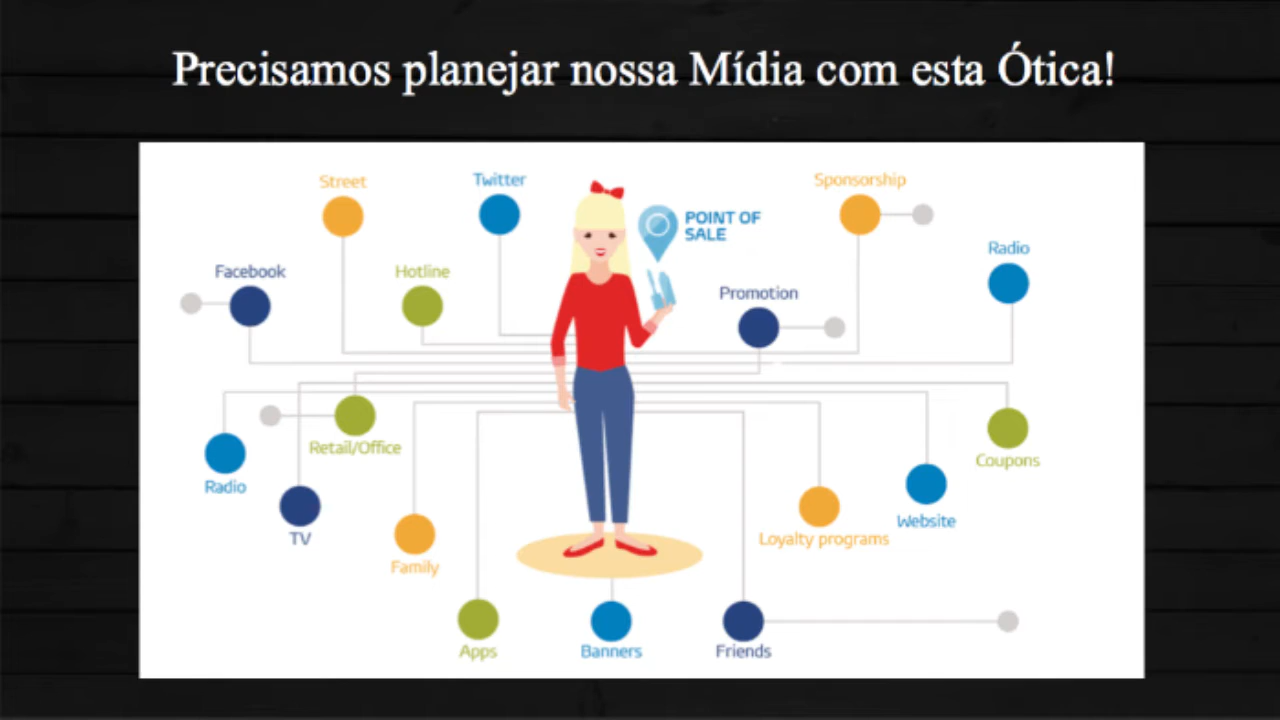 Precisamos planejar nossa Mídia com esta Ótica!
Street
Twitter
Sponsorship
POINT OF
SALE
Radio
Facebook
Hotline
Promotion
Retail/Office
Coupons
Radio
Website
TV
Loyalty programs
Family
Apps
Banners
Friends